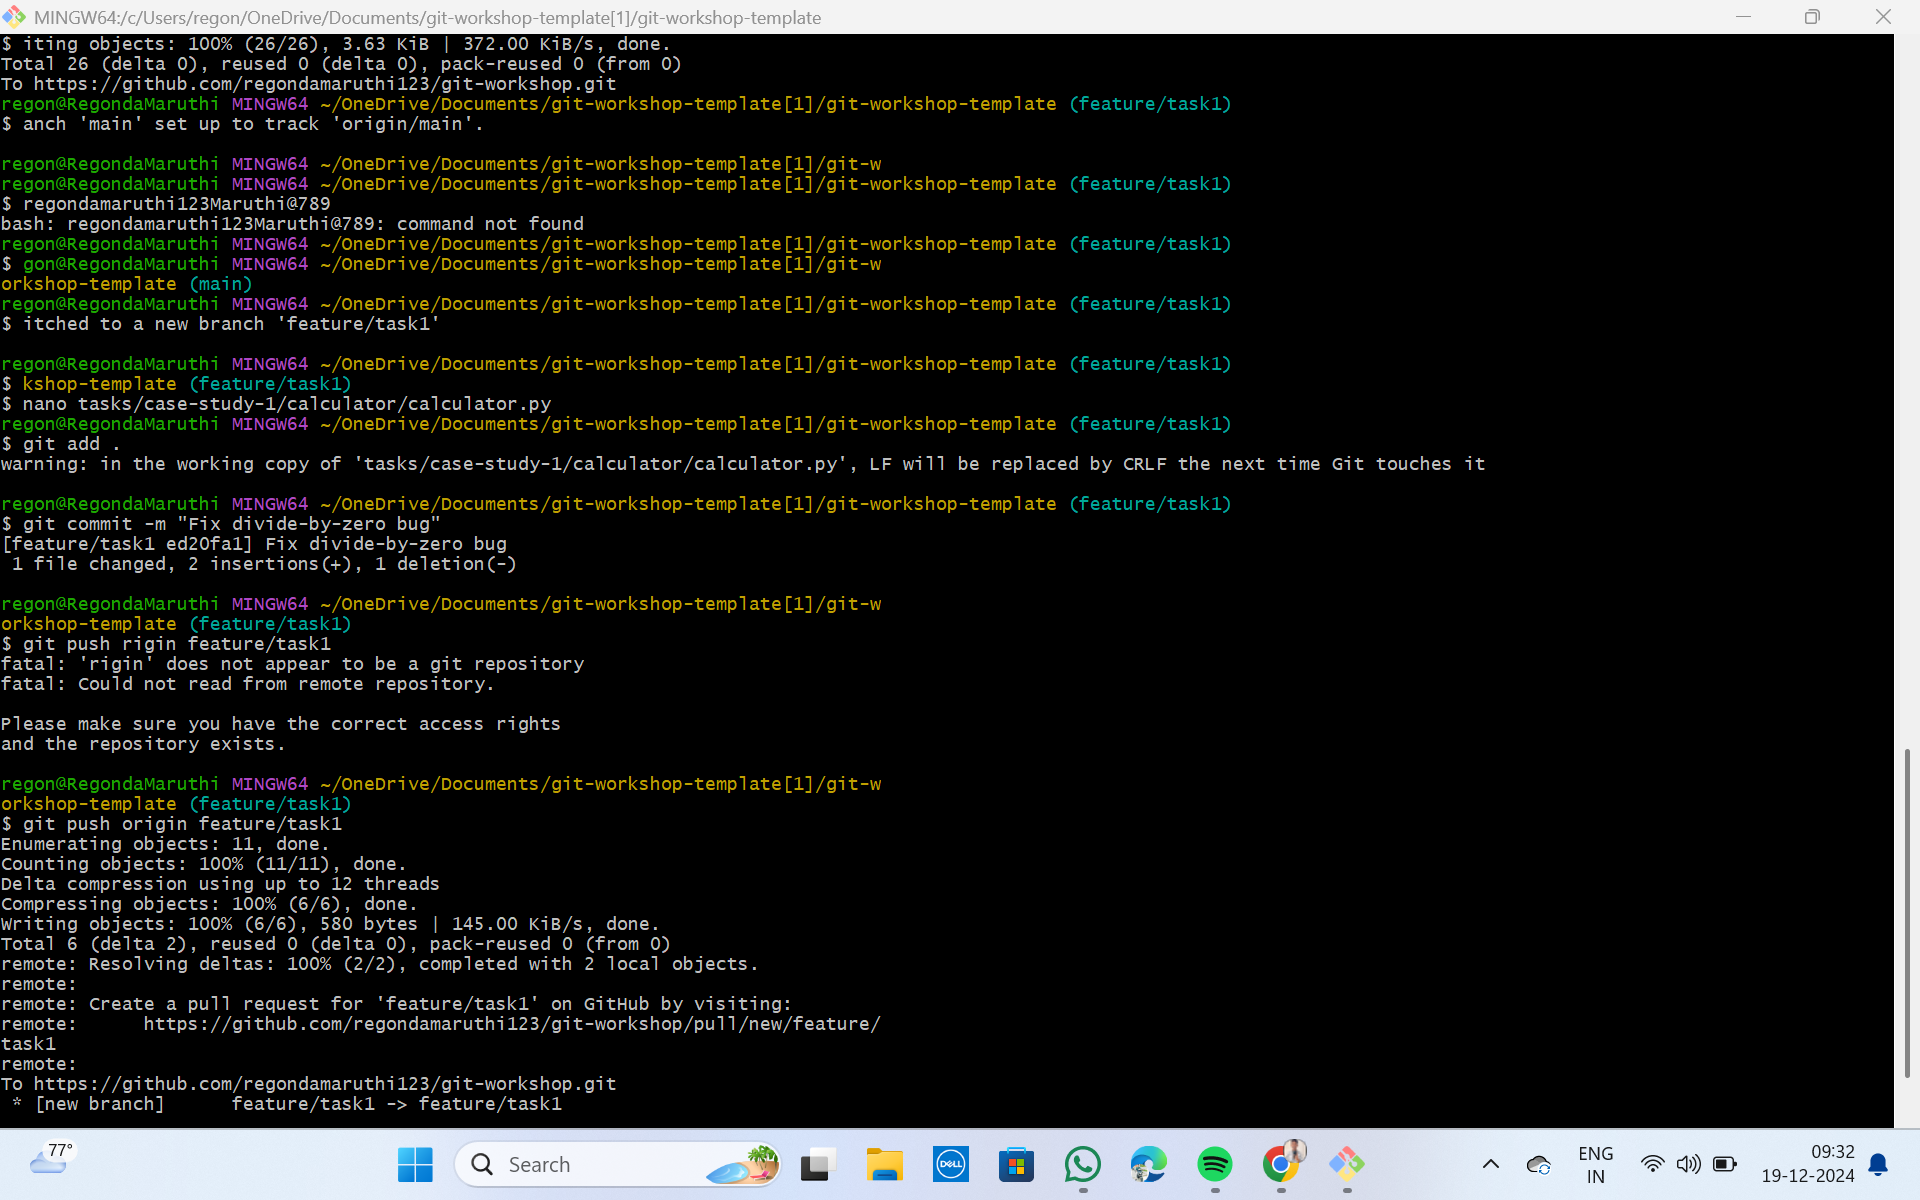 MINGW64:/c/Users/regon/OneDrive/Documents/git-workshop-template[1]/git-workshop-template
$ iting objects: 100% (26/26), 3.63 KiB | 372.00 KiB/s, done.
Total 26 (delta 0), reused 0 (delta 0), pack-reused 0 (from 0)
To https://github.com/regondamaruthi123/git-workshop.git
regon@RegondaMaruthi MINGW64 ~/OneDrive/Documents/git-workshop-template[1]/git-workshop-template (feature/task1)
$ anch 'main' set up to track 'origin/main'.
regon@RegondaMaruthi MINGW64 ~/OneDrive/Documents/git-workshop-template[1]/git-w
regon@RegondaMaruthi MINGW64 ~/OneDrive/Documents/git-workshop-template[1]/git-workshop-template (feature/task1)
$ regondamaruthi123Maruthi@789
bash: regondamaruthi123Maruthi@789: command not found
regon@RegondaMaruthi MINGW64 ~/OneDrive/Documents/git-workshop-template[1]/git-workshop-template (feature/task1)
$ gon@RegondaMaruthi MINGW64 ~/OneDrive/Documents/git-workshop-template[1]/git-w
orkshop-template (main)
regon@RegondaMaruthi MINGW64 ~/OneDrive/Documents/git-workshop-template[1]/git-workshop-template (feature/task1)
$ itched to a new branch 'feature/task1'
regon@RegondaMaruthi MINGW64 ~/OneDrive/Documents/git-workshop-template[1]/git-workshop-template (feature/task1)
$ kshop-template (feature/task1)
$ nano tasks/case-study-1/calculator/calculator.py
regon@RegondaMaruthi MINGW64 ~/OneDrive/Documents/git-workshop-template[1]/git-workshop-template (feature/task1)
$ git add .
warning: in the working copy of 'tasks/case-study-1/calculator/calculator.py', LF will be replaced by CRLF the next time Git touches it
regon@RegondaMaruthi MINGW64 ~/OneDrive/Documents/git-workshop-template[1]/git-workshop-template (feature/task1)
$ git commit -m "Fix divide-by-zero bug"
[feature/task1 ed20fa1] Fix divide-by-zero bug
1 file changed, 2 insertions(+), 1 deletion(-)
regon@RegondaMaruthi MINGW64 ~/OneDrive/Documents/git-workshop-template[1]/git-w
orkshop-template (feature/task1)
$ git push rigin feature/task1
fatal: 'rigin' does not appear to be a git repository
fatal: Could not read from remote repository.
Please make sure you have the correct access rights
and the repository exists.
regon@RegondaMaruthi MINGW64 ~/OneDrive/Documents/git-workshop-template[1]/git-w
orkshop-template (feature/task1)
$ git push origin feature/task1
Enumerating objects: 11, done.
Counting objects: 100% (11/11), done.
Delta compression using up to 12 threads
Compressing objects: 100% (6/6), done.
Writing objects: 100% (6/6), 580 bytes | 145.00 KiB/s, done.
Total 6 (delta 2), reused 0 (delta 0), pack-reused 0 (from 0)
remote: Resolving deltas: 100% (2/2), completed with 2 local objects.
remote:
remote: Create a pull request for 'feature/task1' on GitHub by visiting:
remote:      https://github.com/regondamaruthi123/git-workshop/pull/new/feature/
task1
remote:
To https://github.com/regondamaruthi123/git-workshop.git
* [new branch]      feature/task1 -> feature/task1
77°
Search
DELL
ENG
IN
09:32
19-12-2024